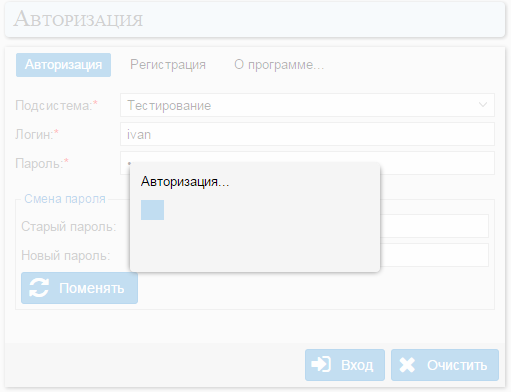 Авторизация
Авторизация Регистрация О программе...
Подсистема:* Тестирование
Логин:* ivan
Пароль:*
Авторизация...
Смена пароля
Старый пароль:
Новый пароль:
Поменять
Вход Очистить